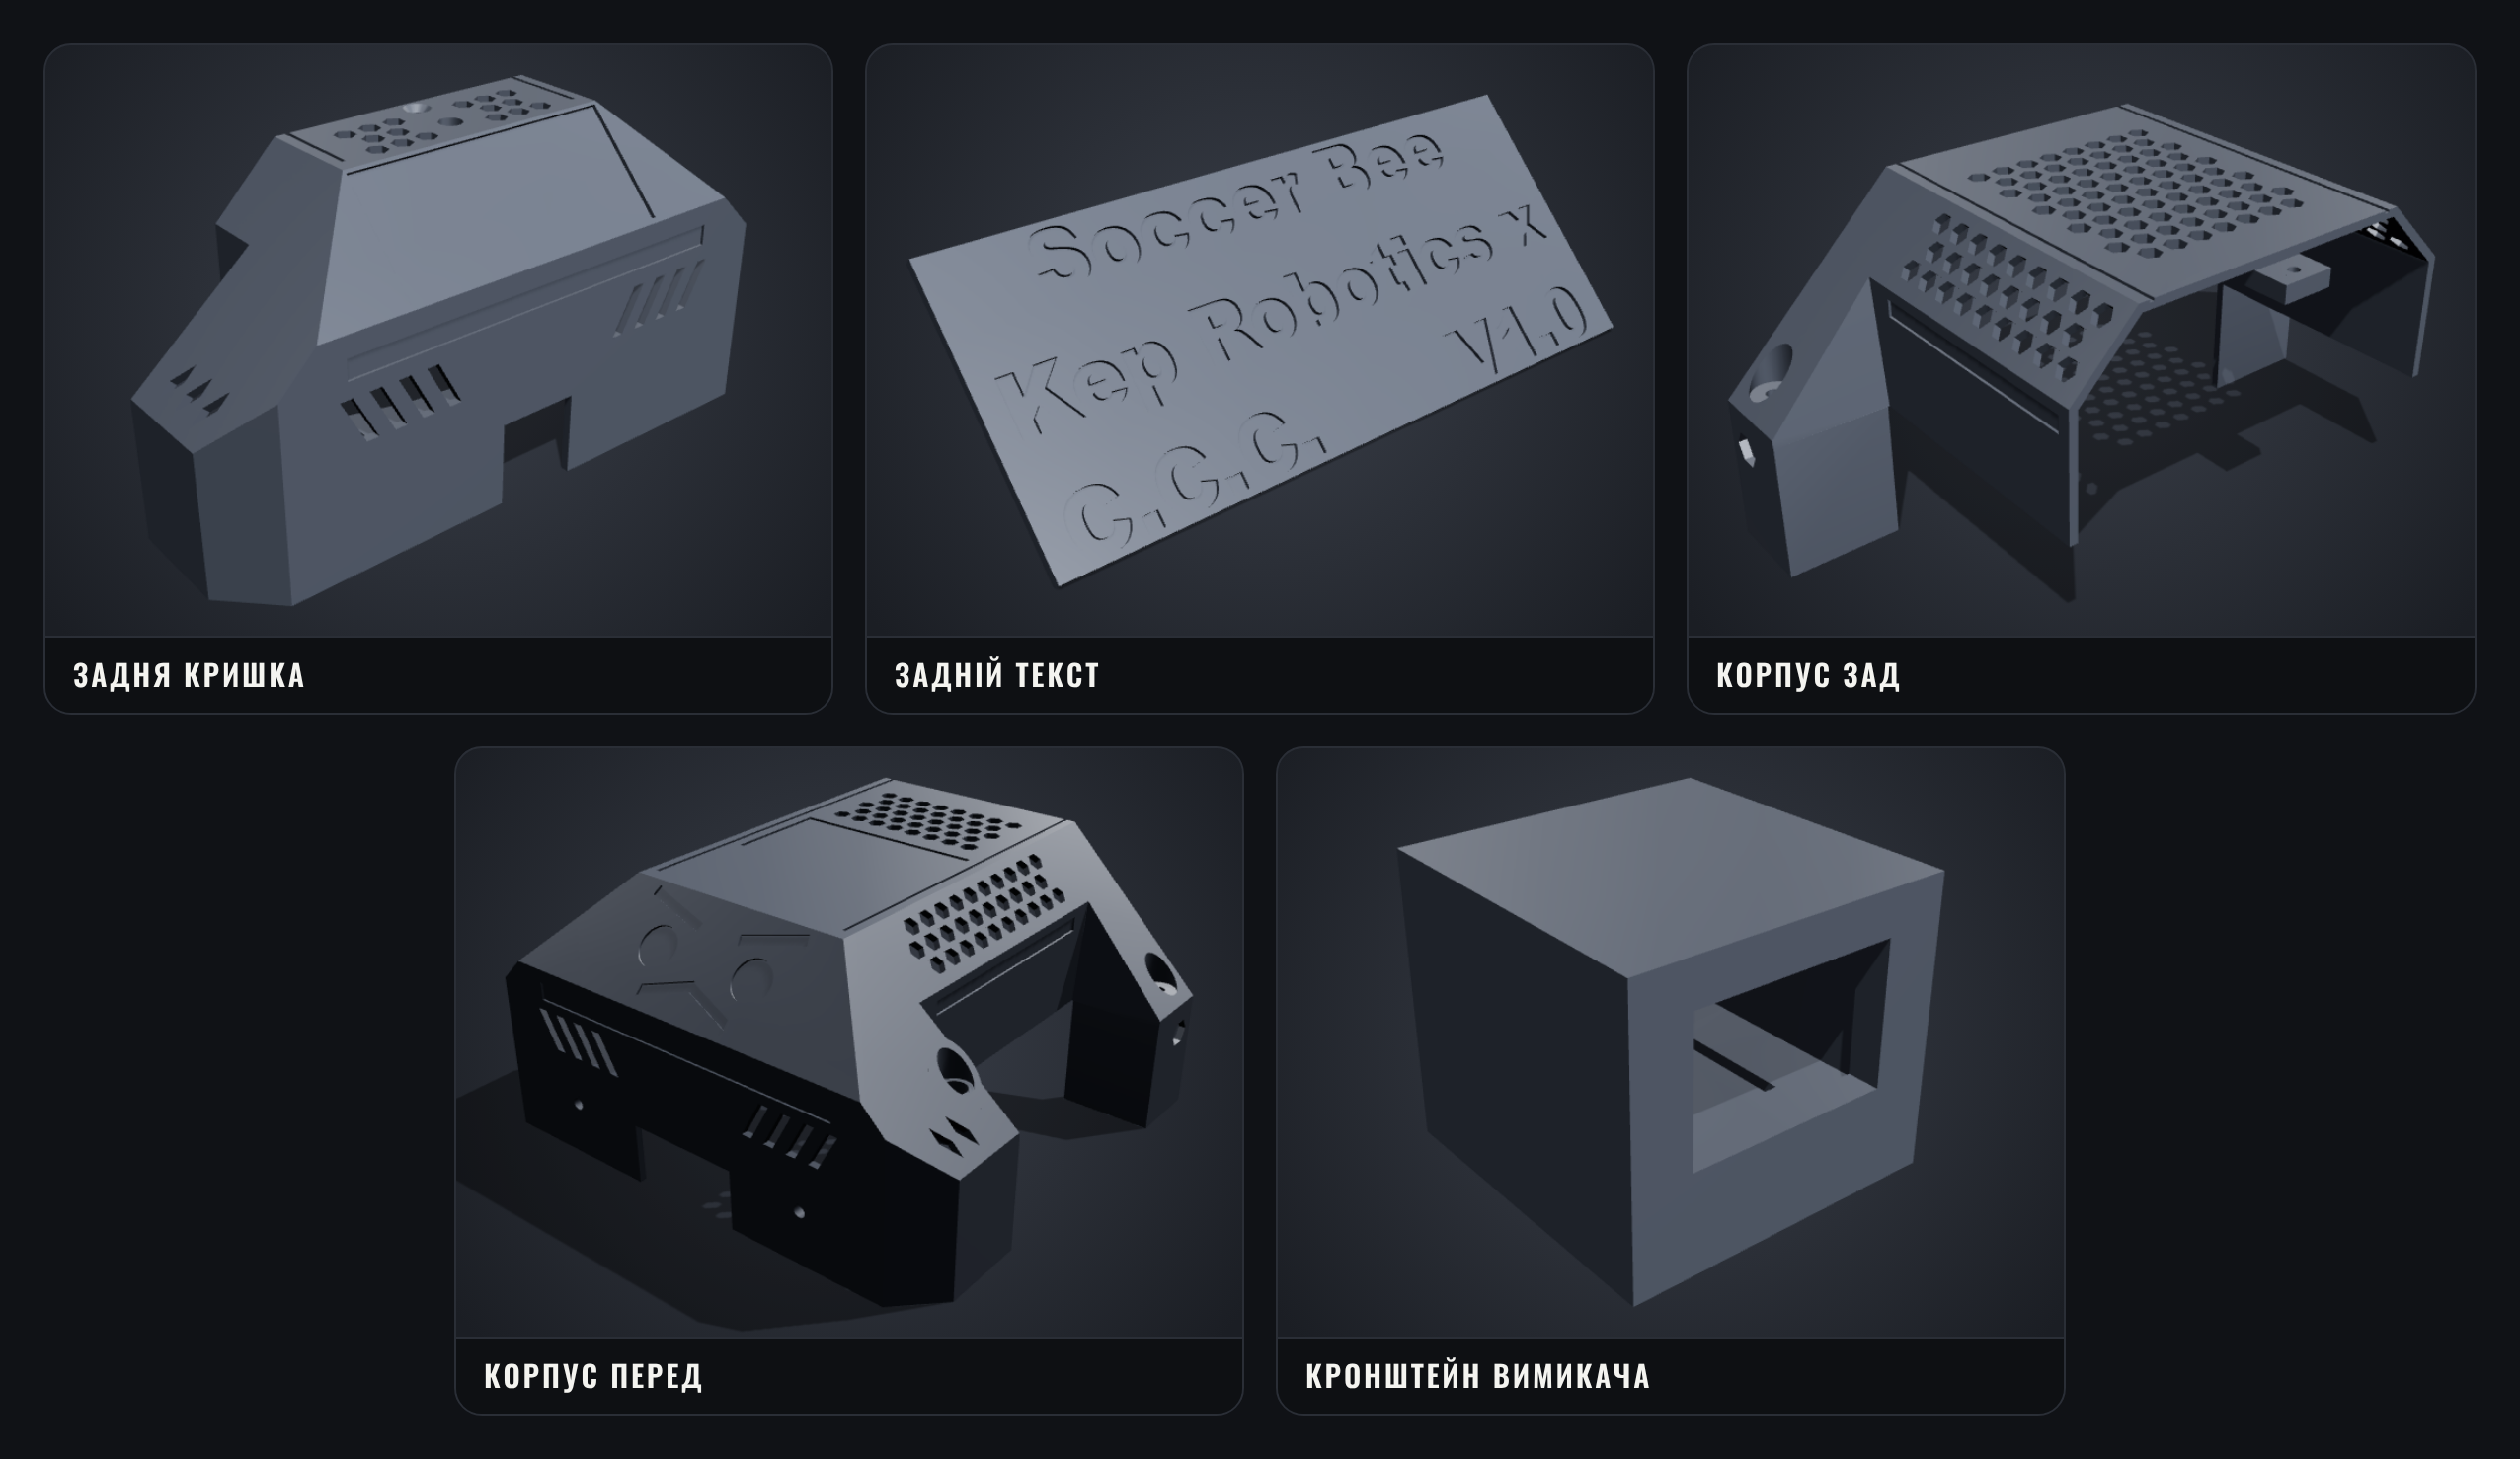 Soccer Bee
Kep Robotics x
V1.0
C.C.C.
ЗАДНЯ КРИШКА
ЗАДНІЙ ТЕКСТ
КОРПУС ЗАД
КОРПУС ПЕРЕД
КРОНШТЕЙН ВИМИКАЧА